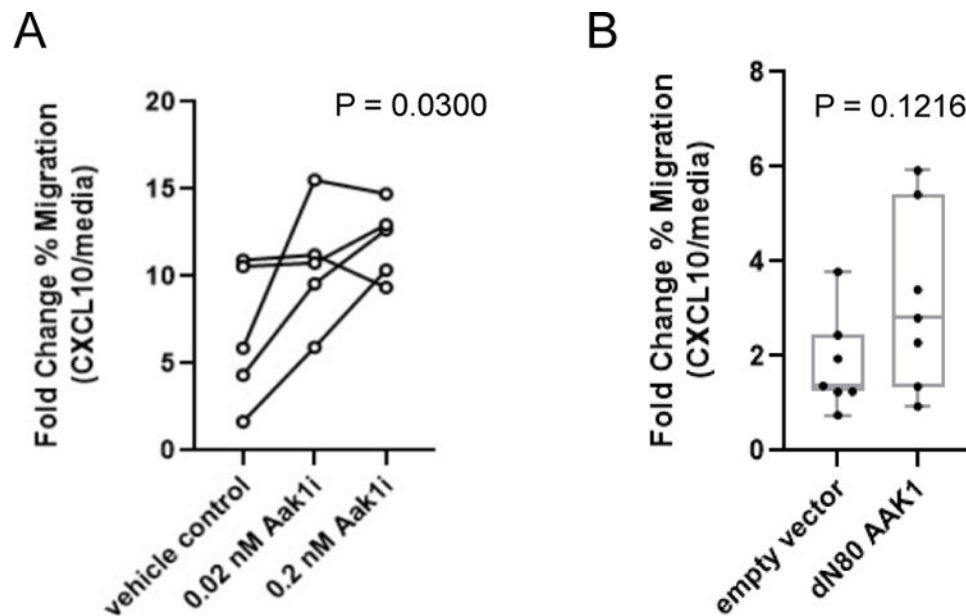 A
Fold Change % Migration
(CXCL10/media)
20
15
10
5
0
P = 0.0300
vehicle control
0.02 nM Aak1i
0.2 nM Aak1i
B
Fold Change % Migration
(CXCL10/media)
8
6
4
2
0
P = 0.1216
empty vector
dN80 AAK1